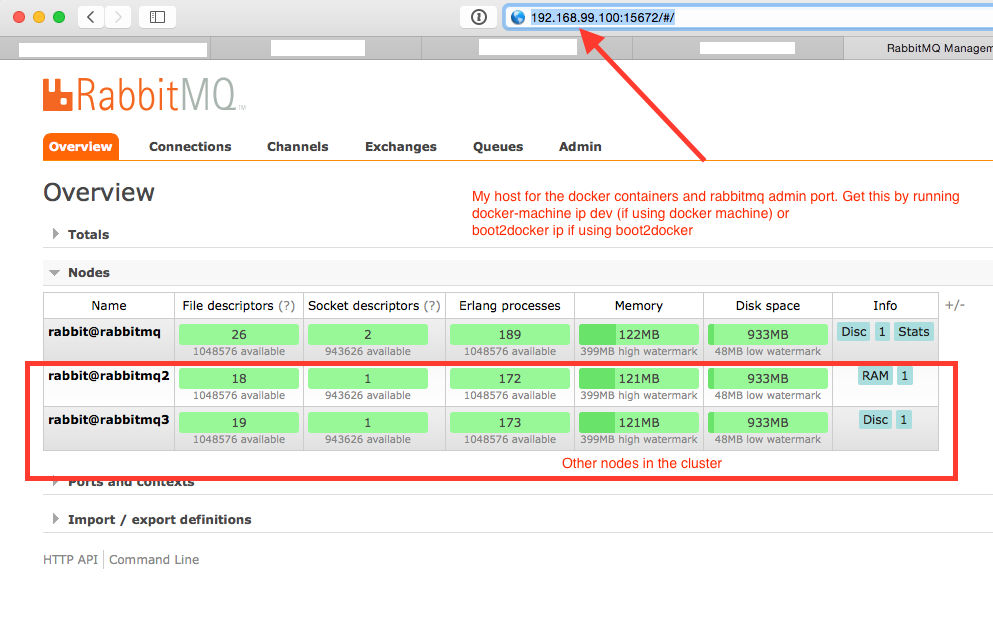 192.168.99.100:15672/#/
RabbitMQ Managem
RabbitMQ™
Overview Connections Channels Exchanges Queues Admin
Overview
My host for the docker containers and rabbitmq admin port. Get this by running
docker-machine ip dev (if using docker machine) or
boot2docker ip if using boot2docker
Totals
Nodes
Name File descriptors (?) Socket descriptors (?) Erlang processes Memory Disk space Info +/-
rabbit@rabbitmq 26 2 189 122MB 933MB Disc 1 Stats
1048576 available 943626 available 1048576 available 399MB high watermark 48MB low watermark
rabbit@rabbitmq2 18 1 172 121MB 933MB RAM 1
1048576 available 943626 available 1048576 available 399MB high watermark 48MB low watermark
rabbit@rabbitmq3 19 1 173 121MB 933MB Disc 1
1048576 available 943626 available 1048576 available 399MB high watermark 48MB low watermark
Other nodes in the cluster
Ports and contexts
Import / export definitions
HTTP API Command Line